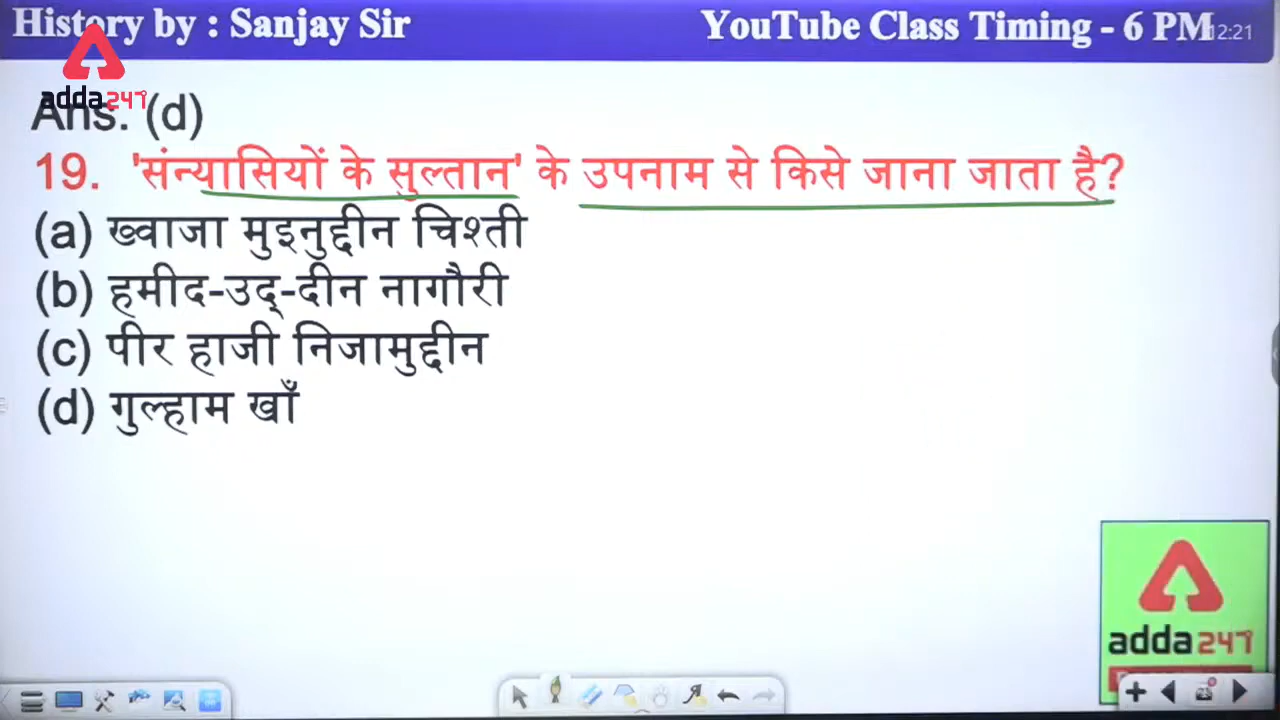 History by : Sanjay Sir
YouTube Class Timing - 6 PM
12:21
adda247
Ans. (d)
19. 'संन्यासियों के सुल्तान' के उपनाम से किसे जाना जाता है?
(a) ख्वाजा मुइनुद्दीन चिश्ती
(b) हमीद-उद्-दीन नागौरी
(c) पीर हाजी निजामुद्दीन
(d) गुल्हाम खाँ
adda247